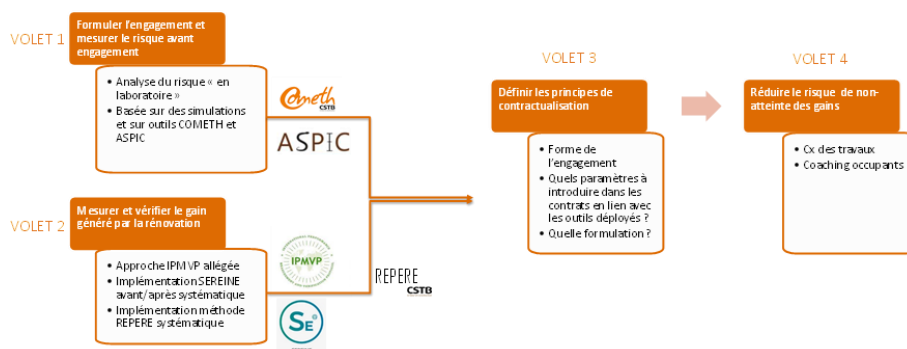 VOLET 1
Formuler l'engagement et
mesurer le risque avant
engagement
• Analyse du risque « en
laboratoire »
• Basée sur des simulations
et sur outils COMETH et
ASPIC
Cometh
CSTB
ASPIC
VOLET 2
Mesurer et vérifier le gain
généré par la rénovation
• Approche IPMVP allégée
• Implémentation SEREINE
avant/après systématique
• Implémentation méthode
REPERE systématique
IPMVP
REPERE
CSTB
SE
VOLET 3
Définir les principes de
contractualisation
• Forme de
l'engagement
• Quels paramètres à
introduire dans les
contrats en lien avec
les outils déployés ?
• Quelle formulation ?
VOLET 4
Réduire le risque de non-
atteinte des gains
• Cx des travaux
• Coaching occupants